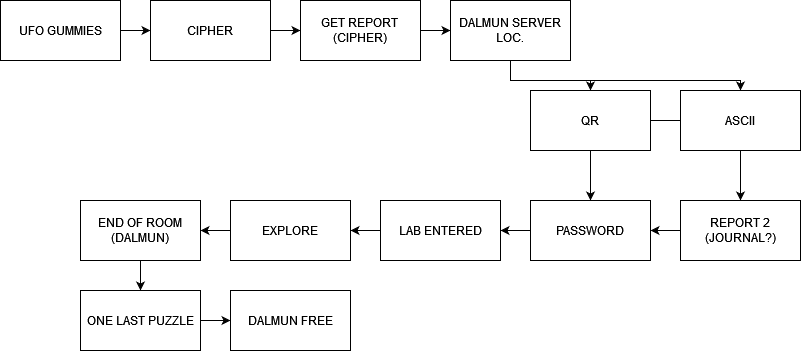 UFO GUMMIES
CIPHER
GET REPORT
(CIPHER)
DALMUN SERVER
LOC.
QR
ASCII
END OF ROOM
(DALMUN)
EXPLORE
LAB ENTERED
PASSWORD
REPORT 2
(JOURNAL?)
ONE LAST PUZZLE
DALMUN FREE